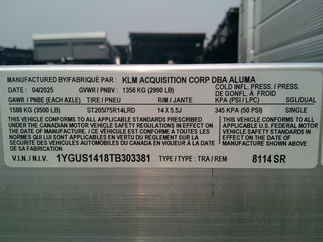 MANUFACTURED BY/FABRIQUE PAR : KLM ACQUISITION CORP DBA ALUMA
DATE : 04/2025 GVWR / PNBV : 1356 KG (2990 LB) COLD INFL. PRESS. / PRESS. DE GONFL. A FROID
GAWR / PNBE (EACH AXLE) TIRE / PNEU RIM / JANTE KPA (PSI / LPC) SGL/DUAL
1588 KG (3500 LB) ST205/75R14LRD 14 X 5.5J 345 KPA (50 PSI) SINGLE
THIS VEHICLE CONFORMS TO ALL APPLICABLE STANDARDS PRESCRIBED
UNDER THE CANADIAN MOTOR VEHICLE SAFETY REGULATIONS IN EFFECT ON
THE DATE OF MANUFACTURE / CE VEHICULE EST CONFORME A TOUTES LES
NORMES QUI LUI SONT APPLICABLES EN VERTU DU REGLEMENT SUR LA
SECURITE DES VEHICULES AUTOMOBILES DU CANADA EN VIGUEUR A LA DATE
DE SA FABRICATION
THIS VEHICLE CONFORMS TO ALL
APPLICABLE U.S. FEDERAL MOTOR
VEHICLE SAFETY STANDARDS IN
EFFECT ON THE DATE OF
MANUFACTURE SHOWN ABOVE.
V.I.N. / N.I.V. 1YGUS1418TB303381 TYPE / TYPE : TRA / REM 8114 SR